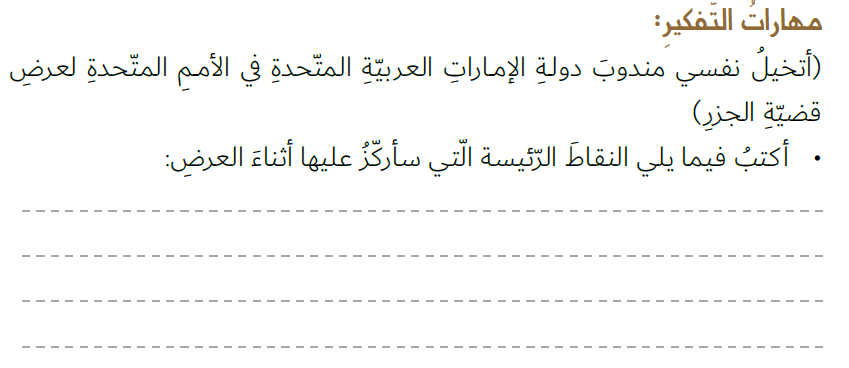 مهاراتُ التّفكيرِ:
(أتخيلُ نفسي مندوبَ دولةِ الإماراتِ العربيّةِ المتّحدةِ في الأممِ المتّحدةِ لعرضِ
قضيّةِ الجزرِ)
• أكتبُ فيما يلي النقاطَ الرّئيسة الّتي سأركّزُ عليها أثناءَ العرضِ: